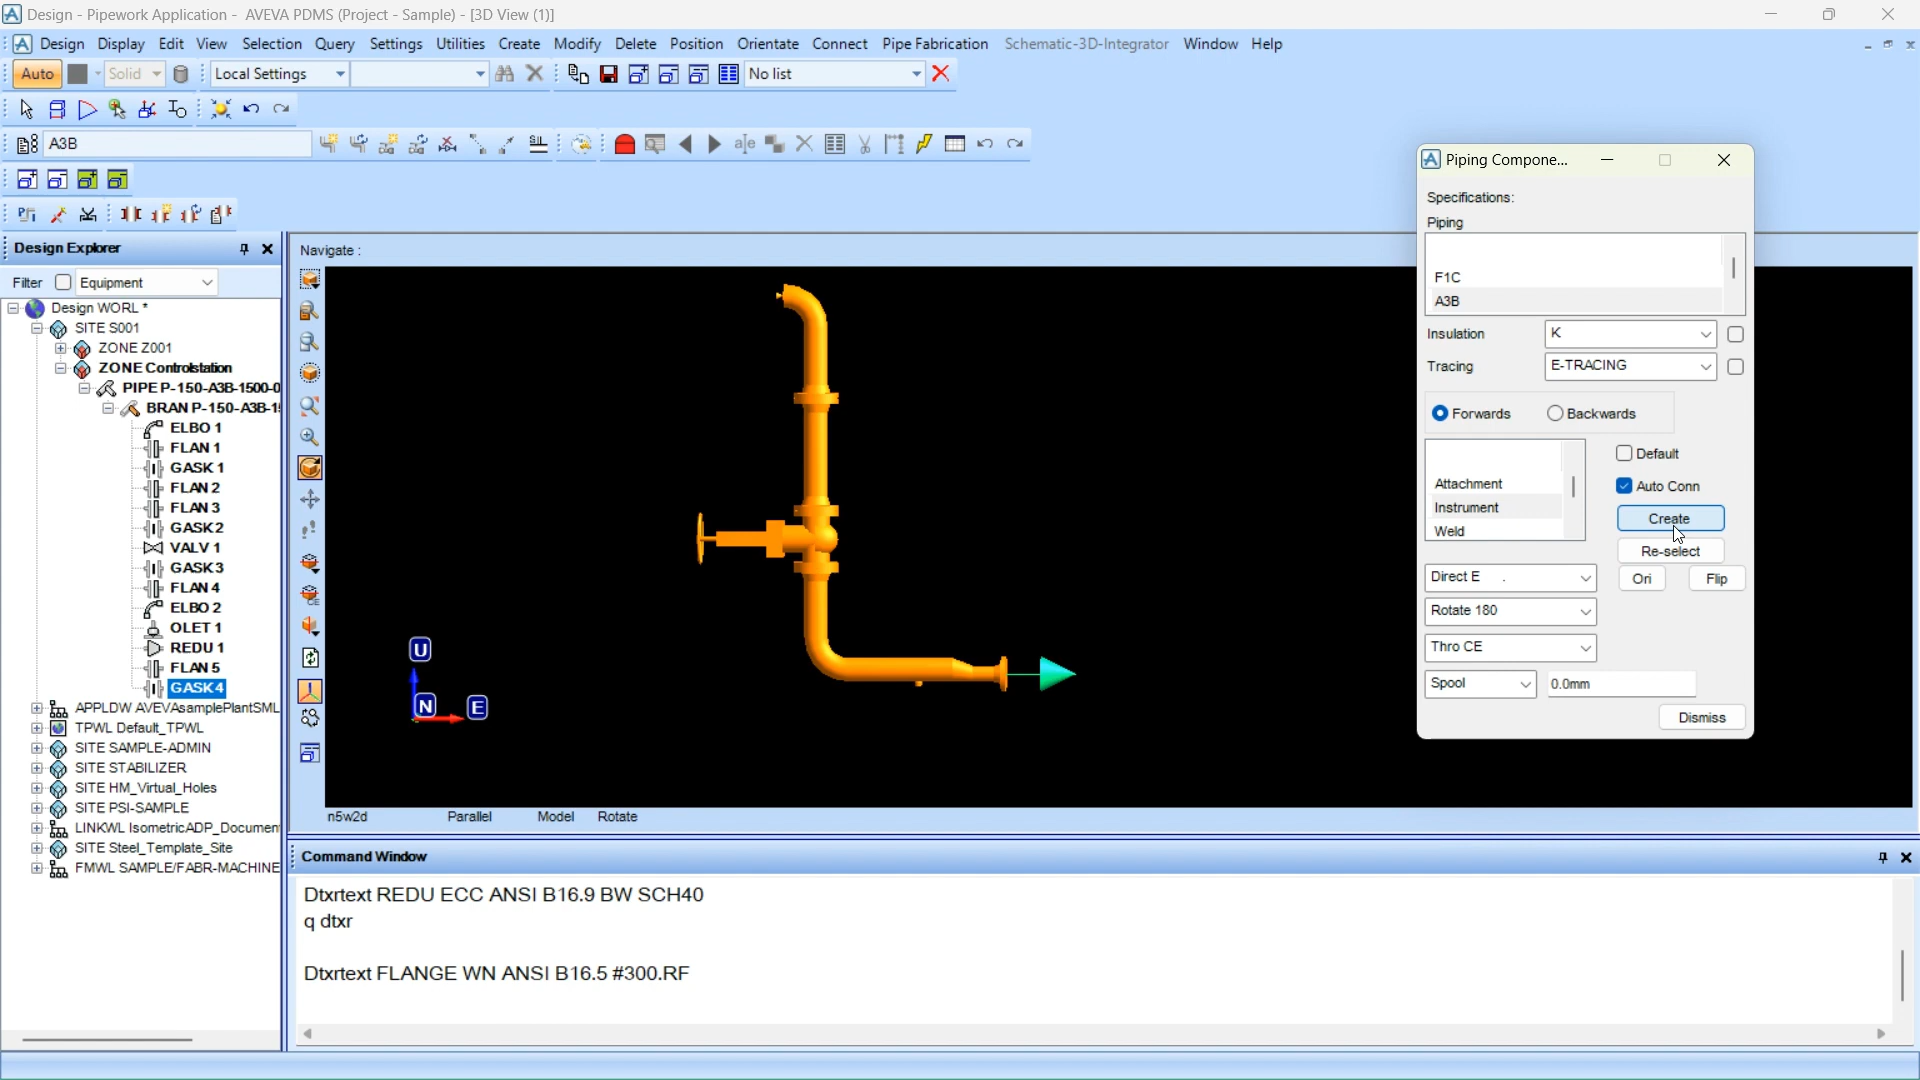 Design - Pipework Application - AVEVA PDMS (Project - Sample) - [3D View (1)]
Design Display Edit View Selection Query Settings Utilities Create Modify Delete Position Orientate Connect Pipe Fabrication Schematic-3D-Integrator Window Help
Auto Solid Local Settings No list
A3B
Design Explorer
Filter Equipment
Design WORL *
SITE S001
ZONE Z001
ZONE Controlstation
PIPE P-150-A3B-1500-0
BRAN P-150-A3B-1
ELBO 1
FLAN 1
GASK 1
FLAN 2
FLAN 3
GASK 2
VALV 1
GASK 3
FLAN 4
ELBO 2
OLET 1
REDU 1
FLAN 5
GASK 4
APPLDW AVEVAsamplePlantSML
TPWL Default_TPWL
SITE SAMPLE-ADMIN
SITE STABILIZER
SITE HM_Virtual_Holes
SITE PSI-SAMPLE
LINKWL IsometricADP_Documen
SITE Steel_Template_Site
FMWL SAMPLE/FABR-MACHINE
Navigate :
U
N E
n5w2d Parallel Model Rotate
Piping Compone...
Specifications:
Piping
F1C
A3B
Insulation K
Tracing E-TRACING
Forwards Backwards
Default
Attachment
Auto Conn
Instrument
Create
Weld
Re-select
Direct E .
Ori Flip
Rotate 180
Thro CE
Spool 0.0mm
Dismiss
Command Window
Dtxrtext REDU ECC ANSI B16.9 BW SCH40
q dtxr
Dtxrtext FLANGE WN ANSI B16.5 #300.RF